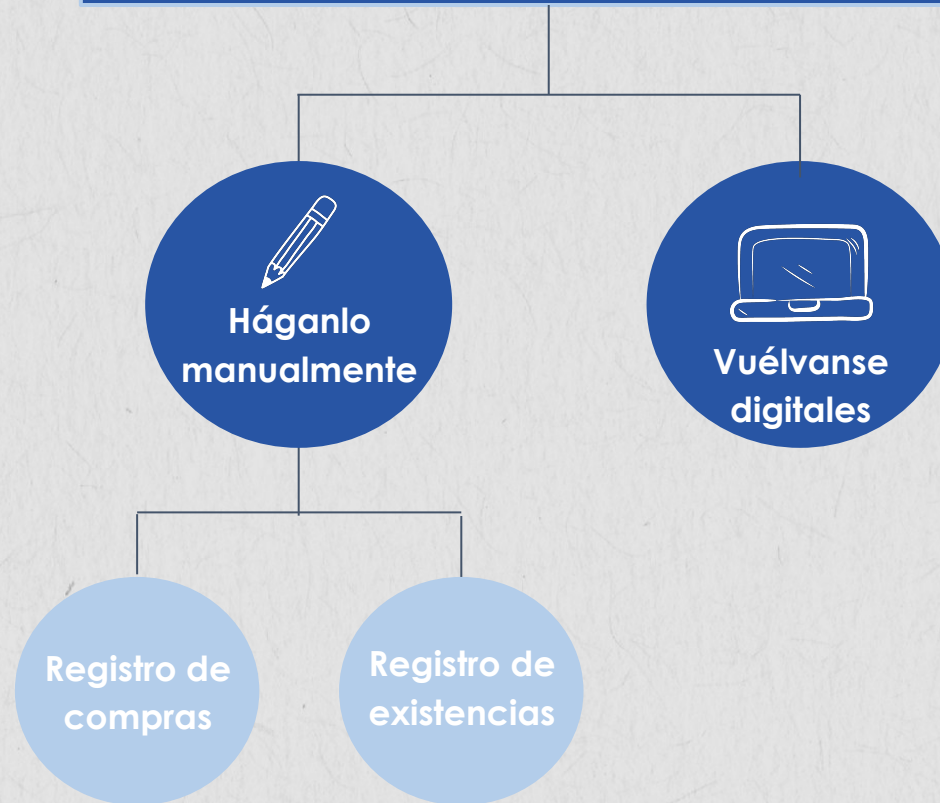 Háganlo
manualmente
Vuélvanse
digitales
Registro de
compras
Registro de
existencias